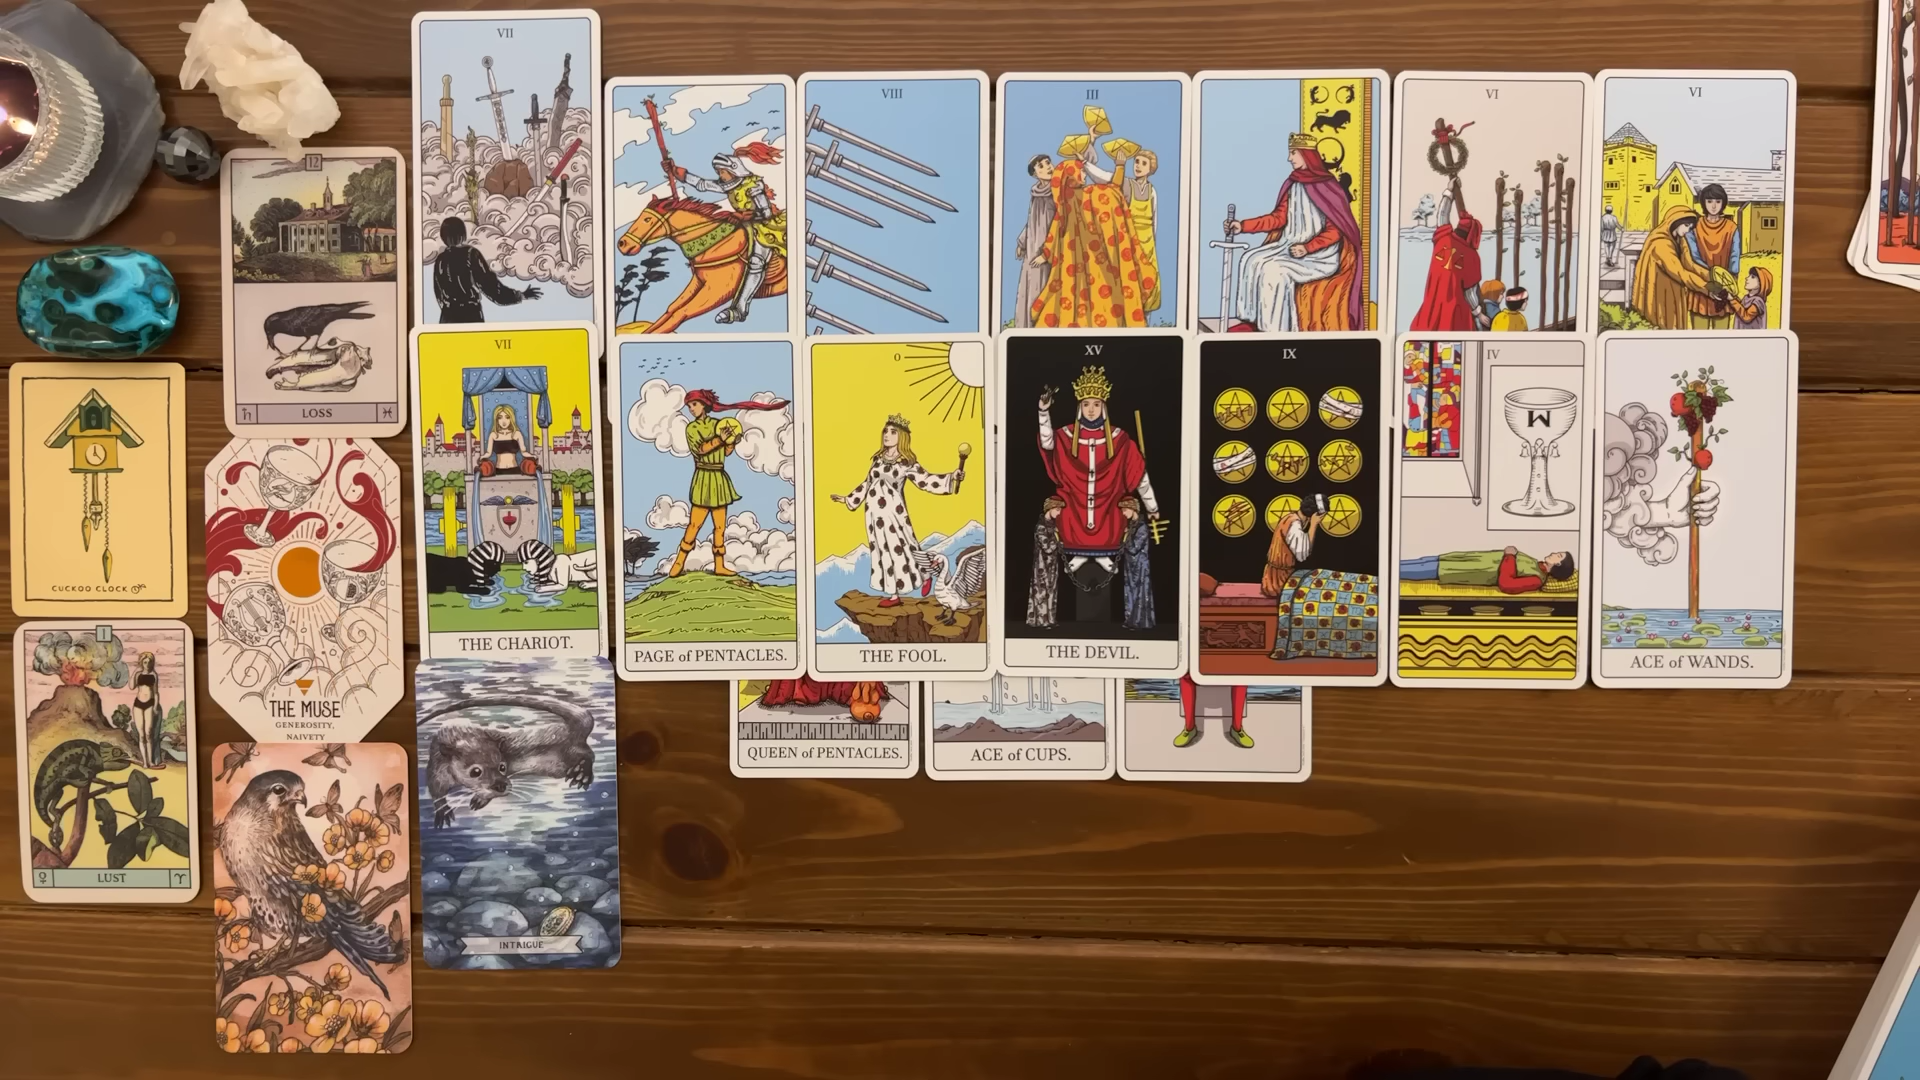 VII
VIII
III
VI
VI
12
LOSS
CUCKOO CLOCK
THE MUSE
GENEROSITY,
NAIVETY
1
LUST
VII
THE CHARIOT.
PAGE of PENTACLES.
0
THE FOOL.
XV
THE DEVIL.
IX
IV
ACE of WANDS.
QUEEN of PENTACLES.
ACE of CUPS.
INTRIGUE